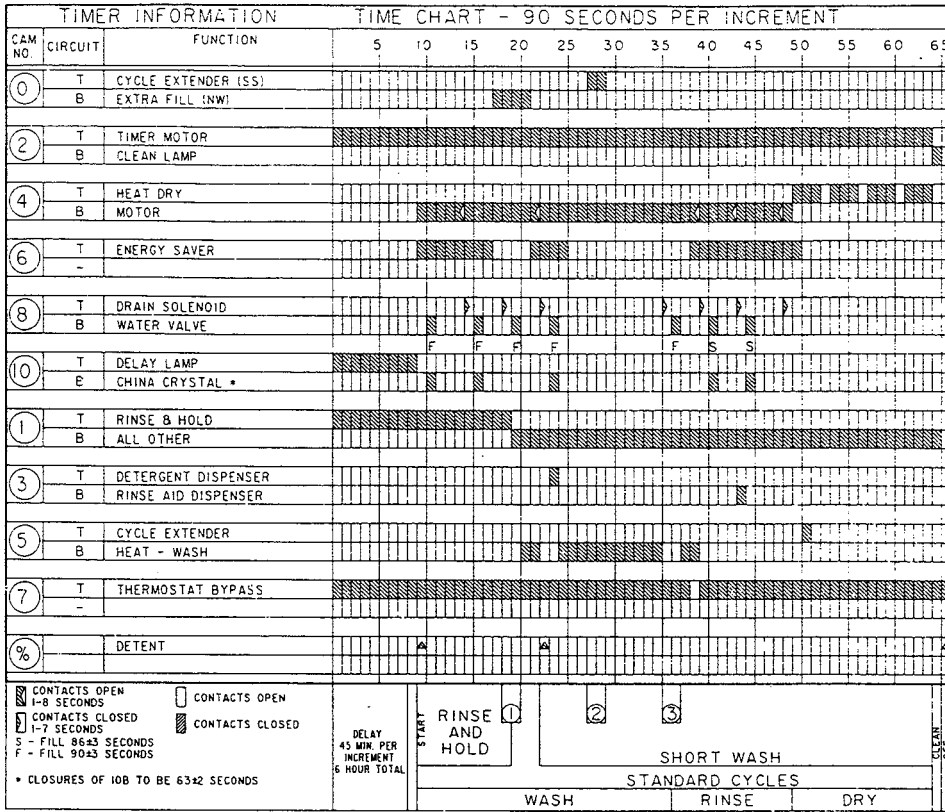 TIMER INFORMATION
TIME CHART - 90 SECONDS PER INCREMENT
CAM NO.
CIRCUIT
FUNCTION
5 10 15 20 25 30 35 40 45 50 55 60 65
0
T CYCLE EXTENDER (SS)
B EXTRA FILL (NW)
2
T TIMER MOTOR
B CLEAN LAMP
4
T HEAT DRY
B MOTOR
6
T ENERGY SAVER
-
8
T DRAIN SOLENOID
B WATER VALVE
F F F F F S S
10
T DELAY LAMP
B CHINA CRYSTAL *
1
T RINSE & HOLD
B ALL OTHER
3
T DETERGENT DISPENSER
B RINSE AID DISPENSER
5
T CYCLE EXTENDER
B HEAT - WASH
7
T THERMOSTAT BYPASS
-
%
DETENT
CONTACTS OPEN
1-8 SECONDS
CONTACTS CLOSED
1-7 SECONDS
CONTACTS OPEN
CONTACTS CLOSED
S - FILL 86±3 SECONDS
F - FILL 90±3 SECONDS
* CLOSURES OF 10B TO BE 63±2 SECONDS
DELAY
45 MIN. PER
INCREMENT
6 HOUR TOTAL
START
RINSE
AND
HOLD
1
2
3
SHORT WASH
CLEAN
STANDARD CYCLES
WASH
RINSE
DRY